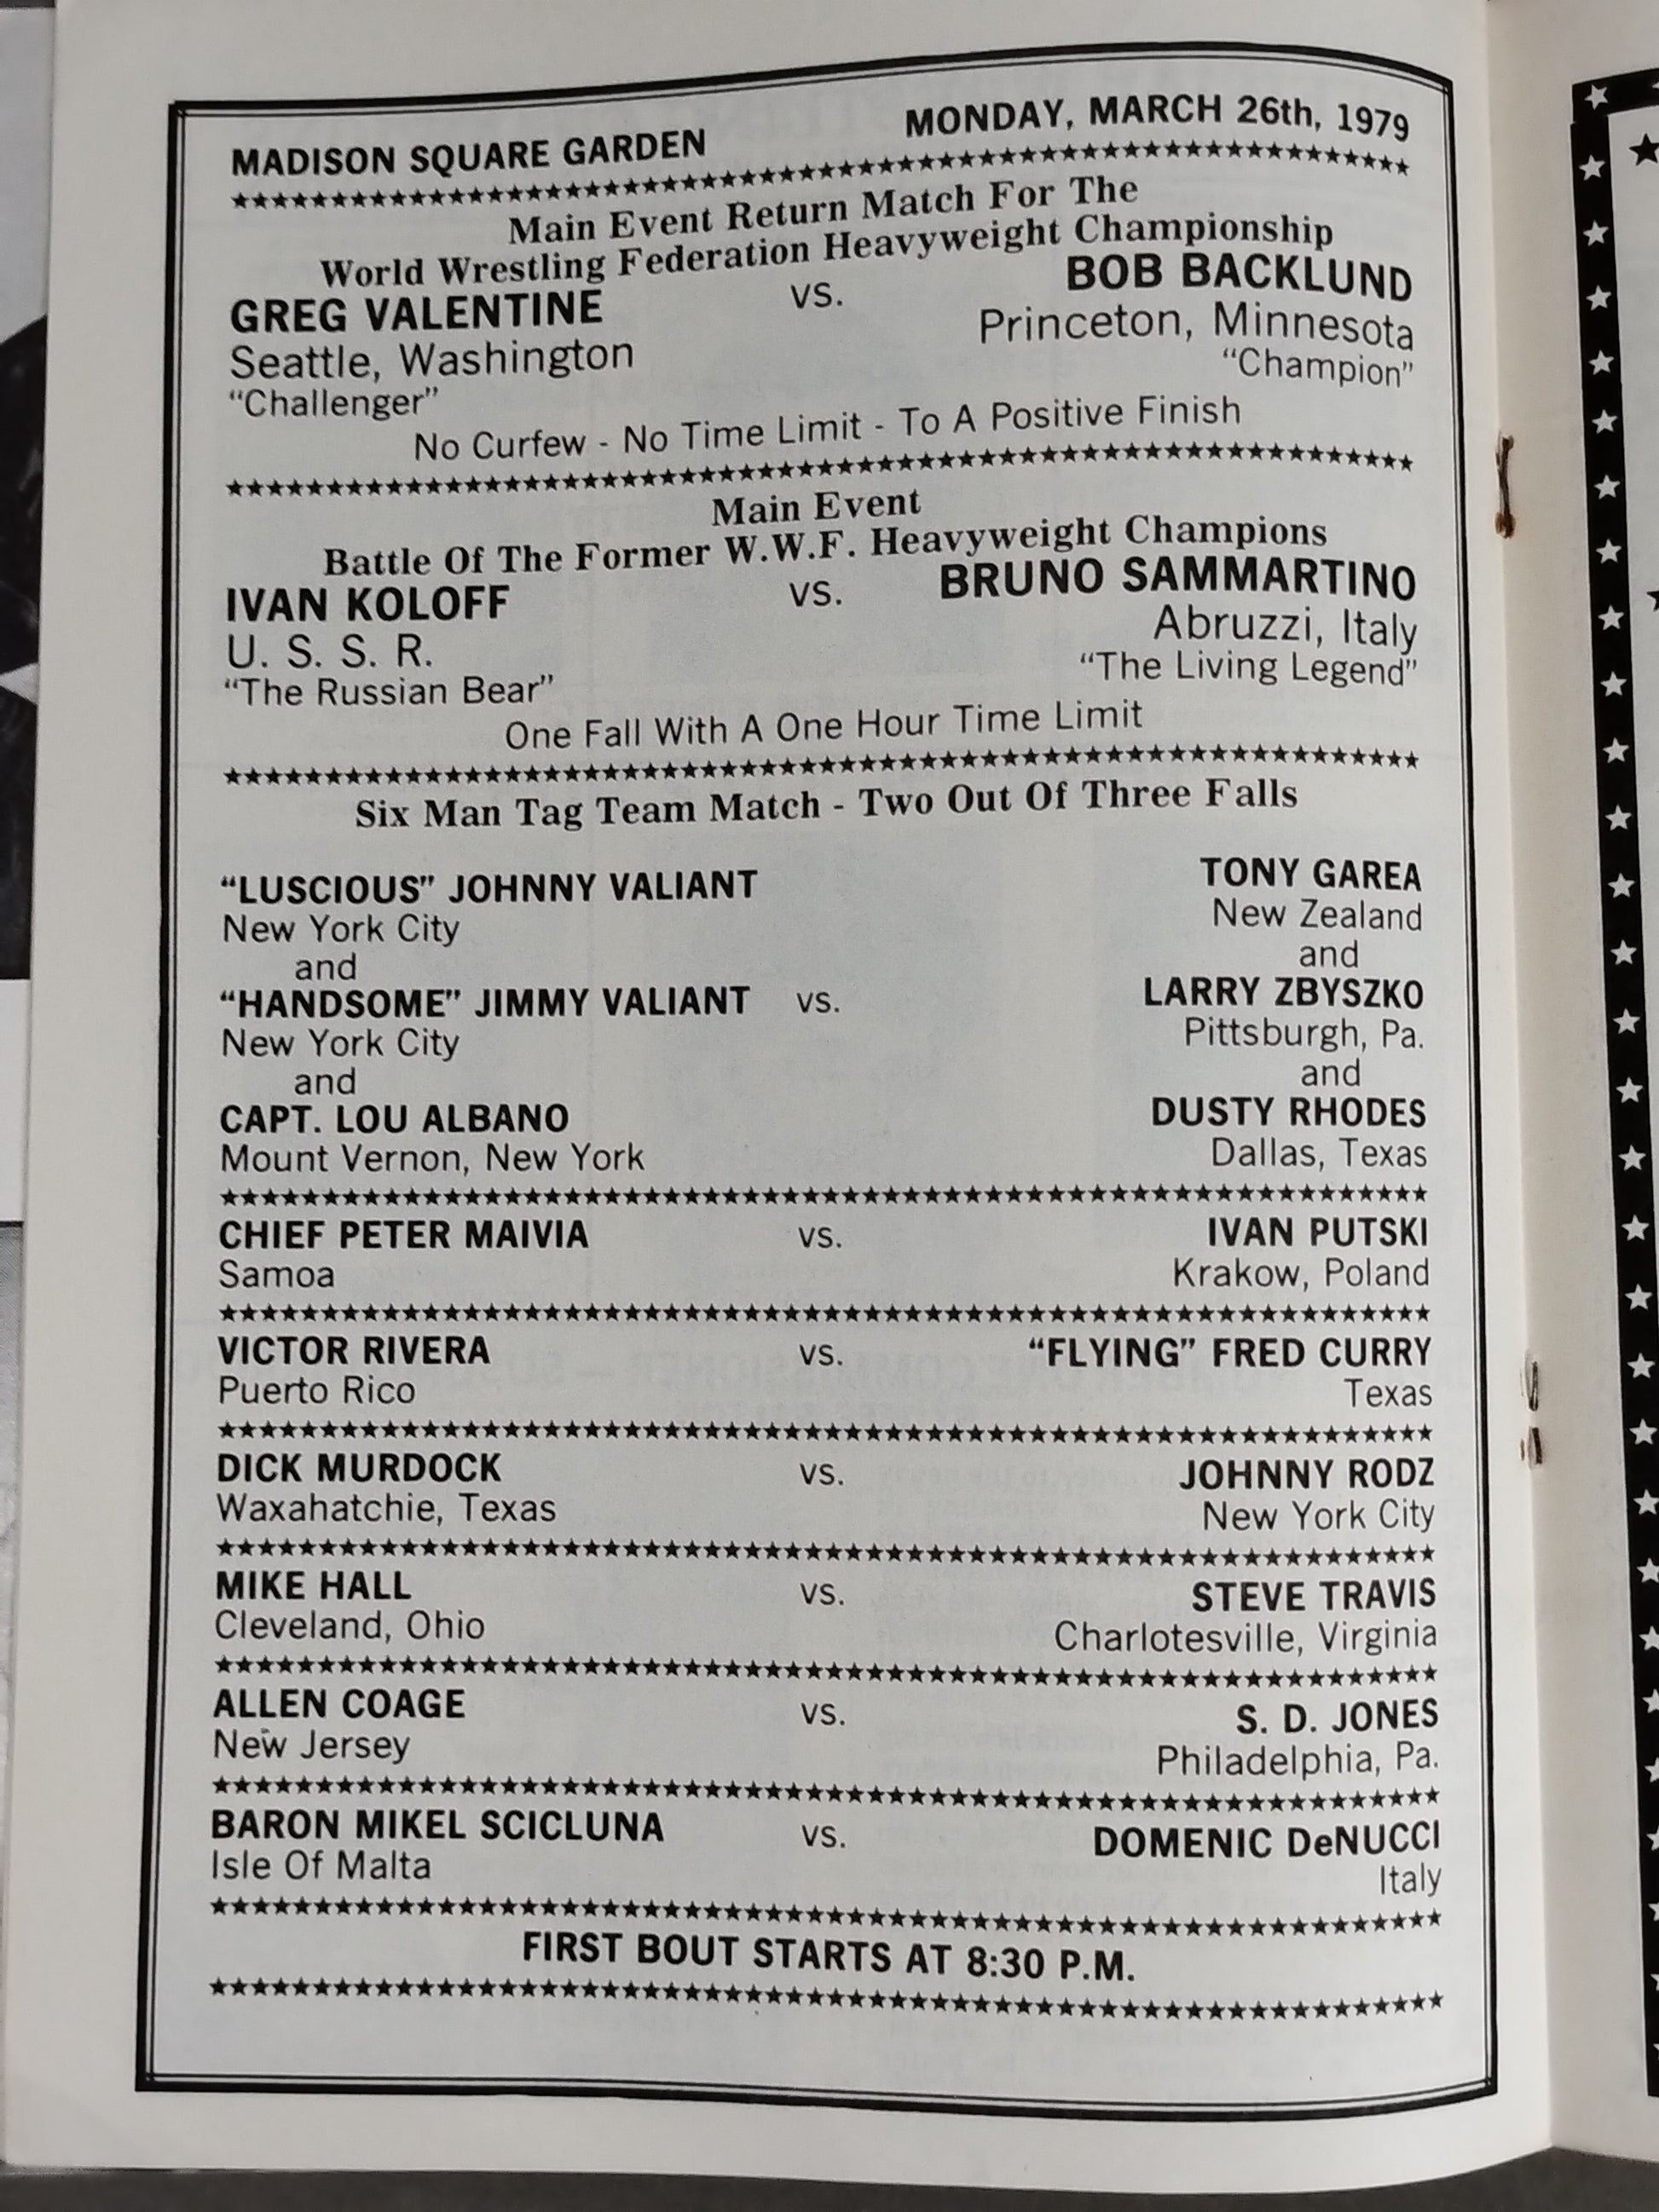 MADISON SQUARE GARDEN MONDAY, MARCH 26th, 1979
Main Event Return Match For The
World Wrestling Federation Heavyweight Championship
GREG VALENTINE vs. BOB BACKLUND
Seattle, Washington Princeton, Minnesota
"Challenger" "Champion"
No Curfew - No Time Limit - To A Positive Finish
Main Event
Battle Of The Former W.W.F. Heavyweight Champions
IVAN KOLOFF vs. BRUNO SAMMARTINO
U. S. S. R. Abruzzi, Italy
"The Russian Bear" "The Living Legend"
One Fall With A One Hour Time Limit
Six Man Tag Team Match - Two Out Of Three Falls
"LUSCIOUS" JOHNNY VALIANT TONY GAREA
New York City New Zealand
and and
"HANDSOME" JIMMY VALIANT vs. LARRY ZBYSZKO
New York City Pittsburgh, Pa.
and and
CAPT. LOU ALBANO DUSTY RHODES
Mount Vernon, New York Dallas, Texas
CHIEF PETER MAIVIA vs. IVAN PUTSKI
Samoa Krakow, Poland
VICTOR RIVERA vs. "FLYING" FRED CURRY
Puerto Rico Texas
DICK MURDOCK vs. JOHNNY RODZ
Waxahatchie, Texas New York City
MIKE HALL vs. STEVE TRAVIS
Cleveland, Ohio Charlotesville, Virginia
ALLEN COAGE vs. S. D. JONES
New Jersey Philadelphia, Pa.
BARON MIKEL SCICLUNA vs. DOMENIC DeNUCCI
Isle Of Malta Italy
FIRST BOUT STARTS AT 8:30 P.M.